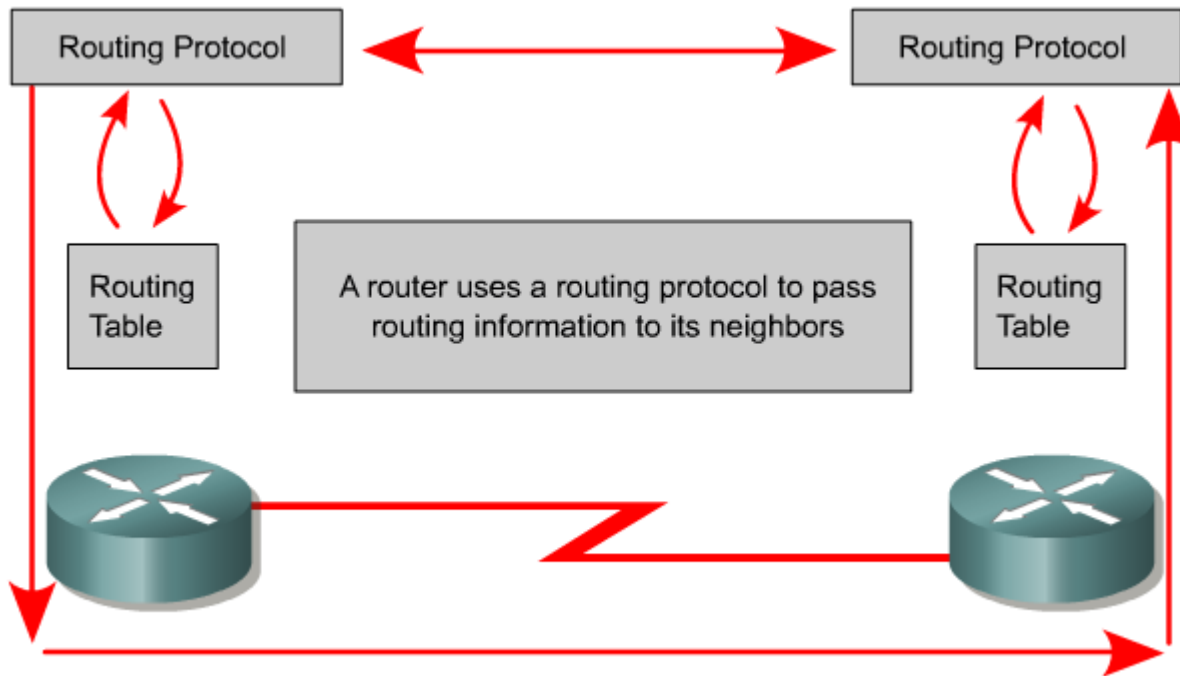 Routing Protocol
Routing Protocol
Routing
Table
A router uses a routing protocol to pass
routing information to its neighbors
Routing
Table